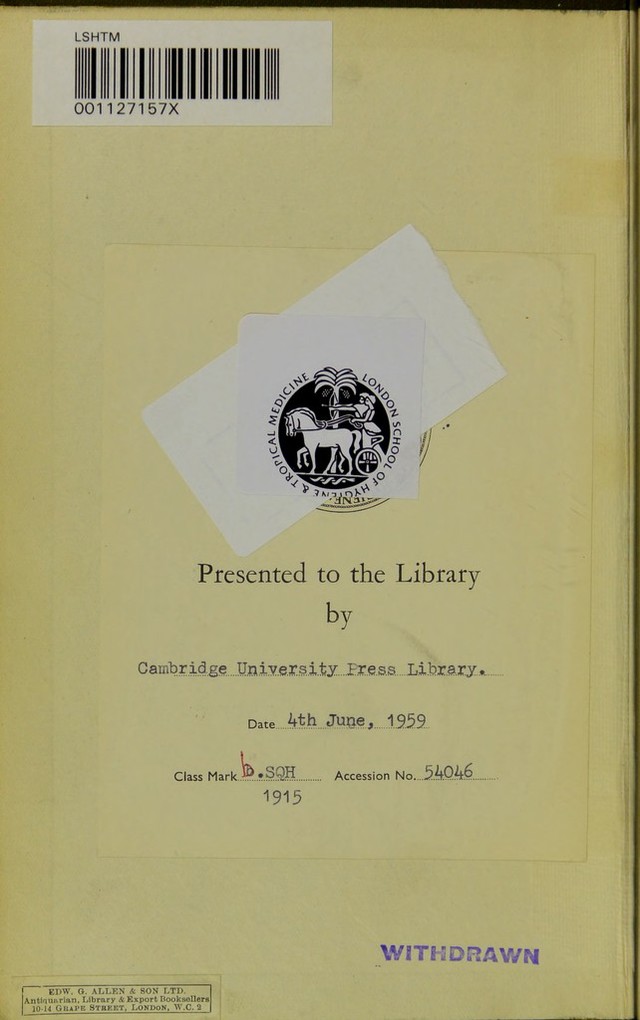 LSHTM
001127157X
LONDON SCHOOL OF HYGIENE & TROPICAL MEDICINE
Presented to the Library
by
Cambridge University Press Library.
Date 4th June, 1959
Class Mark b.SQH Accession No. 54046
1915
WITHDRAWN
EDW. G. ALLEN & SON LTD.
Antiquarian, Library & Export Booksellers
10-14 GRAPE STREET, LONDON, W.C. 2